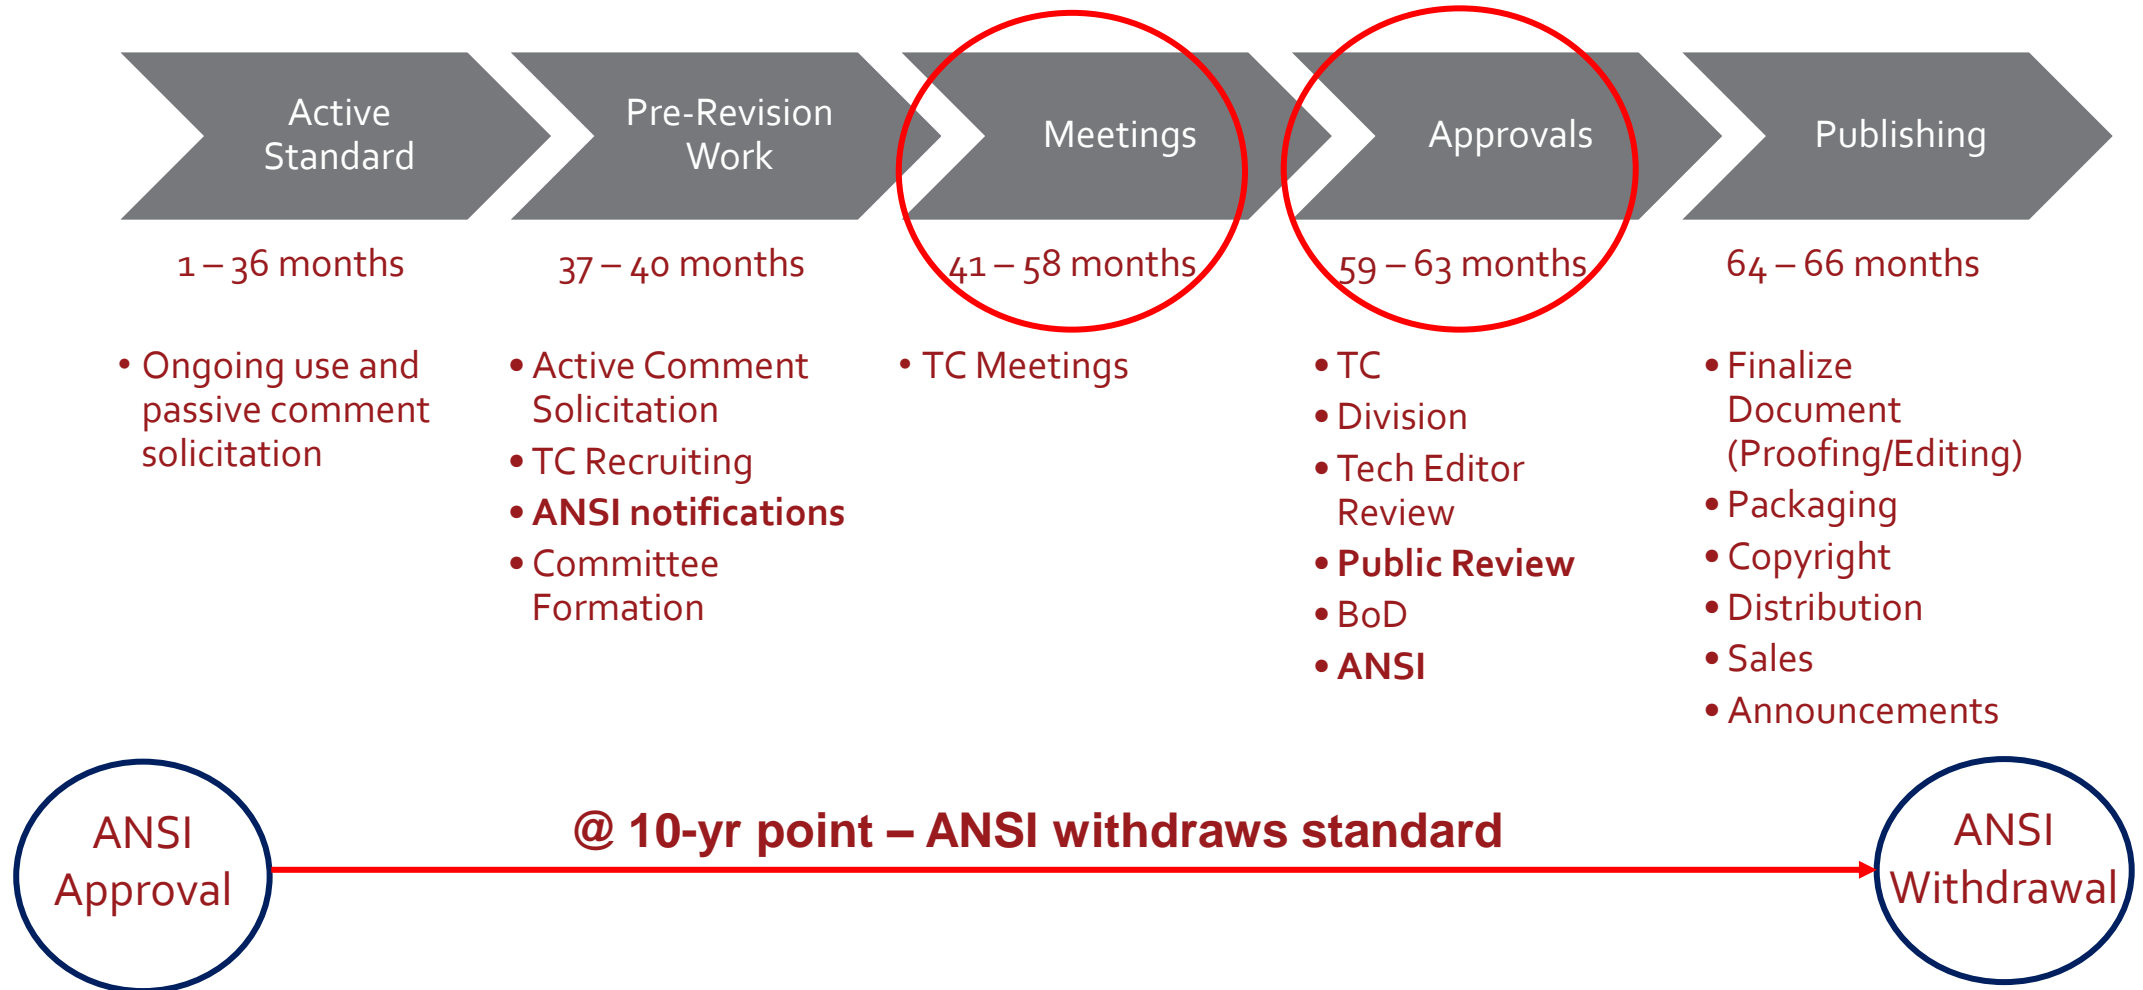 Active
Standard
Pre-Revision
Work
Meetings
Approvals
Publishing
1 – 36 months
37 – 40 months
41 – 58 months
59 – 63 months
64 – 66 months
• Ongoing use and
passive comment
solicitation
• Active Comment
Solicitation
• TC Recruiting
• ANSI notifications
• Committee
Formation
• TC Meetings
• TC
• Division
• Tech Editor
Review
• Public Review
• BoD
• ANSI
• Finalize
Document
(Proofing/Editing)
• Packaging
• Copyright
• Distribution
• Sales
• Announcements
ANSI
Approval
@ 10-yr point – ANSI withdraws standard
ANSI
Withdrawal